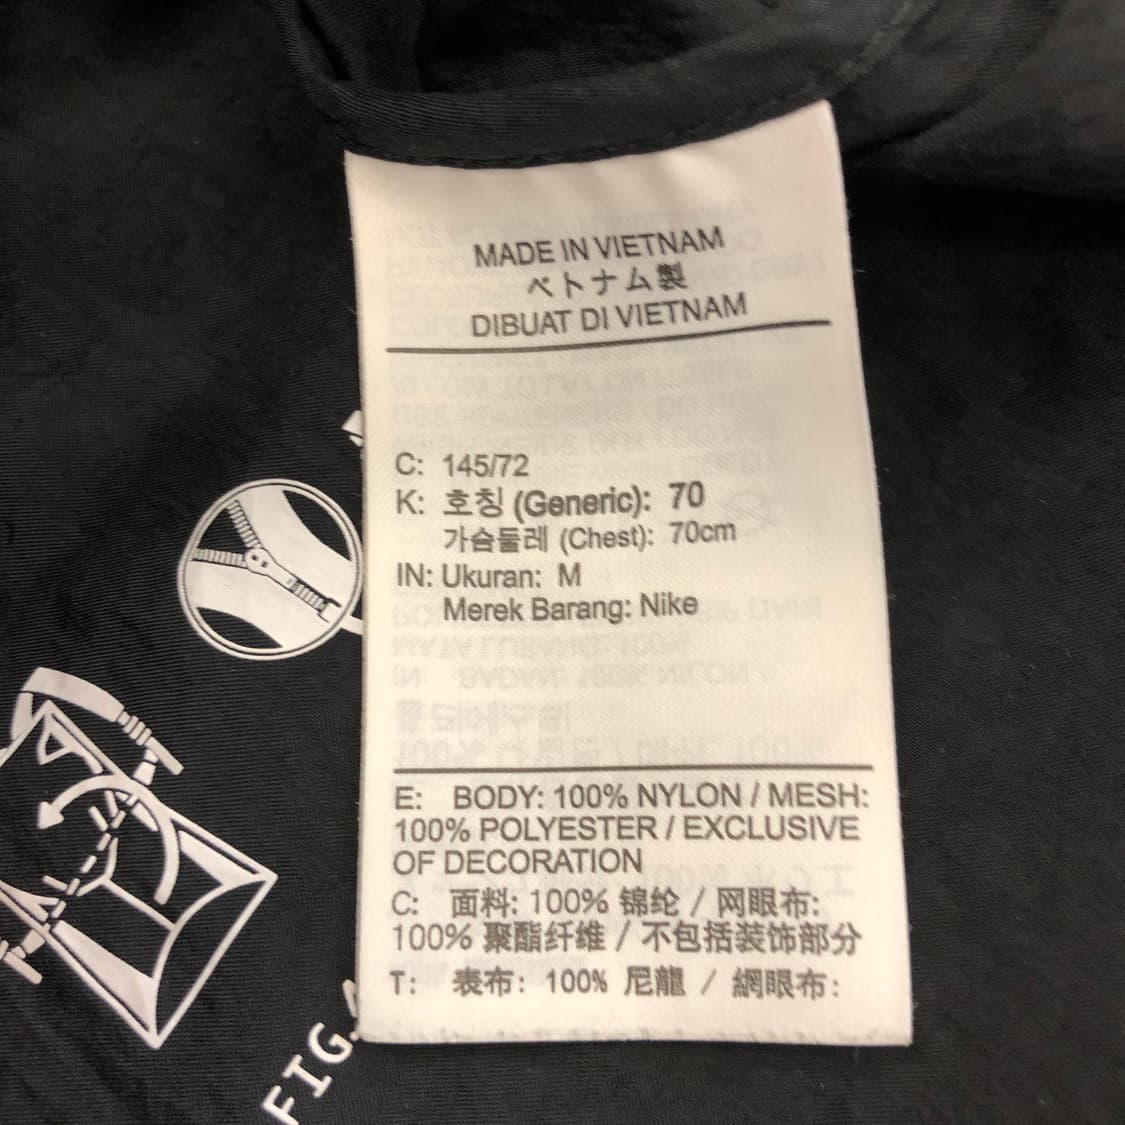 MADE IN VIETNAM
ベトナム製
DIBUAT DI VIETNAM
C: 145/72
K: 호칭 (Generic): 70
가슴둘레 (Chest): 70cm
IN: Ukuran: M
Merek Barang: Nike
E: BODY: 100% NYLON / MESH:
100% POLYESTER / EXCLUSIVE
OF DECORATION
C: 面料: 100% 锦纶 / 网眼布:
100% 聚酯纤维 / 不包括装饰部分
T: 表布: 100% 尼龍 / 網眼布:
FIG.